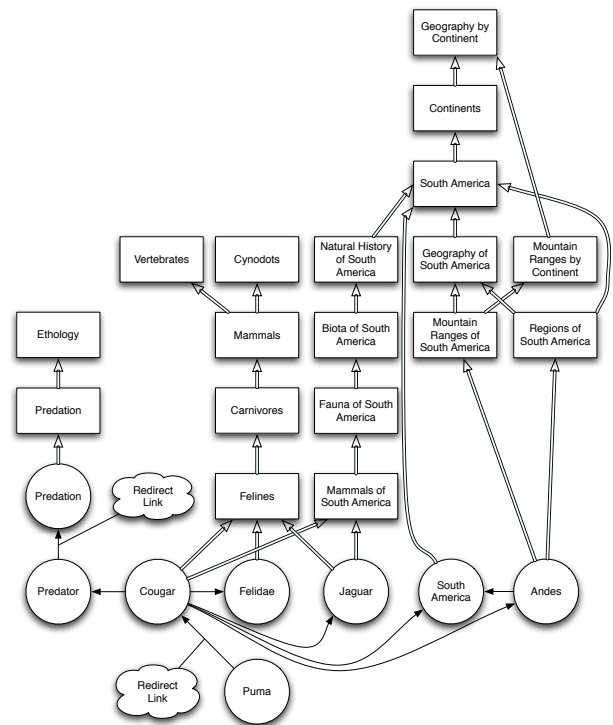 Geography by
Continent
Continents
South America
Vertebrates
Cynodots
Natural History
of South
America
Geography of
South America
Mountain
Ranges by
Continent
Ethology
Mammals
Biota of South
America
Mountain
Ranges of
South America
Regions of
South America
Predation
Carnivores
Fauna of South
America
Predation
Redirect
Link
Felines
Mammals of
South America
Predator
Cougar
Felidae
Jaguar
South
America
Andes
Redirect
Link
Puma